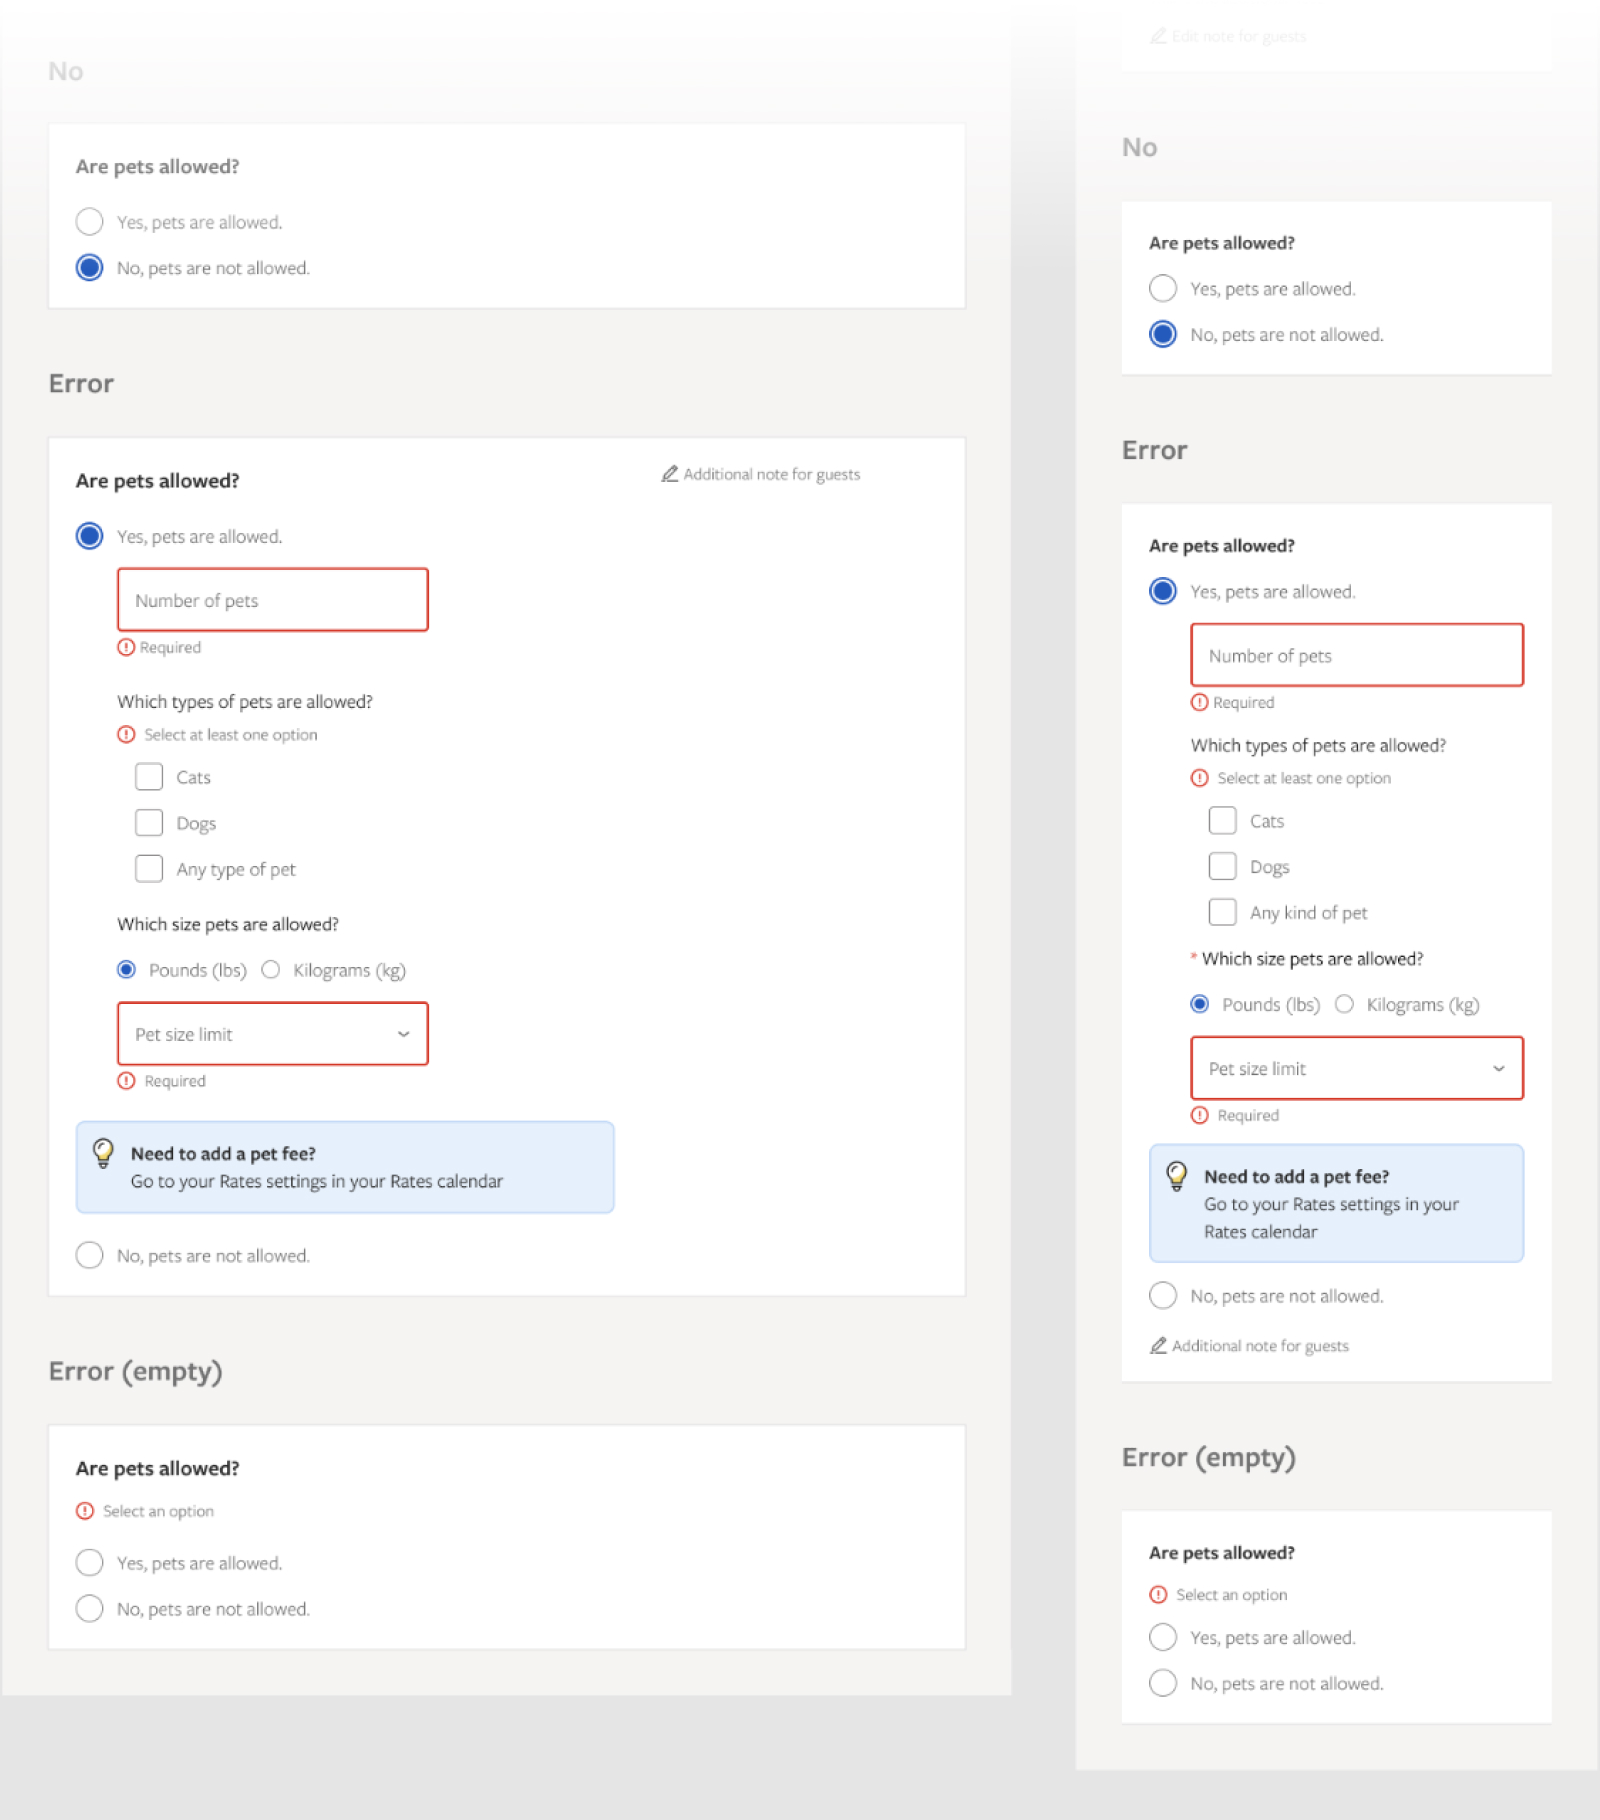 No
Are pets allowed?
Yes, pets are allowed.
No, pets are not allowed.
Error
Are pets allowed?
Additional note for guests
Yes, pets are allowed.
Number of pets
Required
Which types of pets are allowed?
Select at least one option
Cats
Dogs
Any type of pet
Which size pets are allowed?
Pounds (lbs) Kilograms (kg)
Pet size limit
Required
Need to add a pet fee?
Go to your Rates settings in your Rates calendar
No, pets are not allowed.
Error (empty)
Are pets allowed?
Select an option
Yes, pets are allowed.
No, pets are not allowed.
Edit note for guests
No
Are pets allowed?
Yes, pets are allowed.
No, pets are not allowed.
Error
Are pets allowed?
Yes, pets are allowed.
Number of pets
Required
Which types of pets are allowed?
Select at least one option
Cats
Dogs
Any kind of pet
* Which size pets are allowed?
Pounds (lbs) Kilograms (kg)
Pet size limit
Required
Need to add a pet fee?
Go to your Rates settings in your
Rates calendar
No, pets are not allowed.
Additional note for guests
Error (empty)
Are pets allowed?
Select an option
Yes, pets are allowed.
No, pets are not allowed.